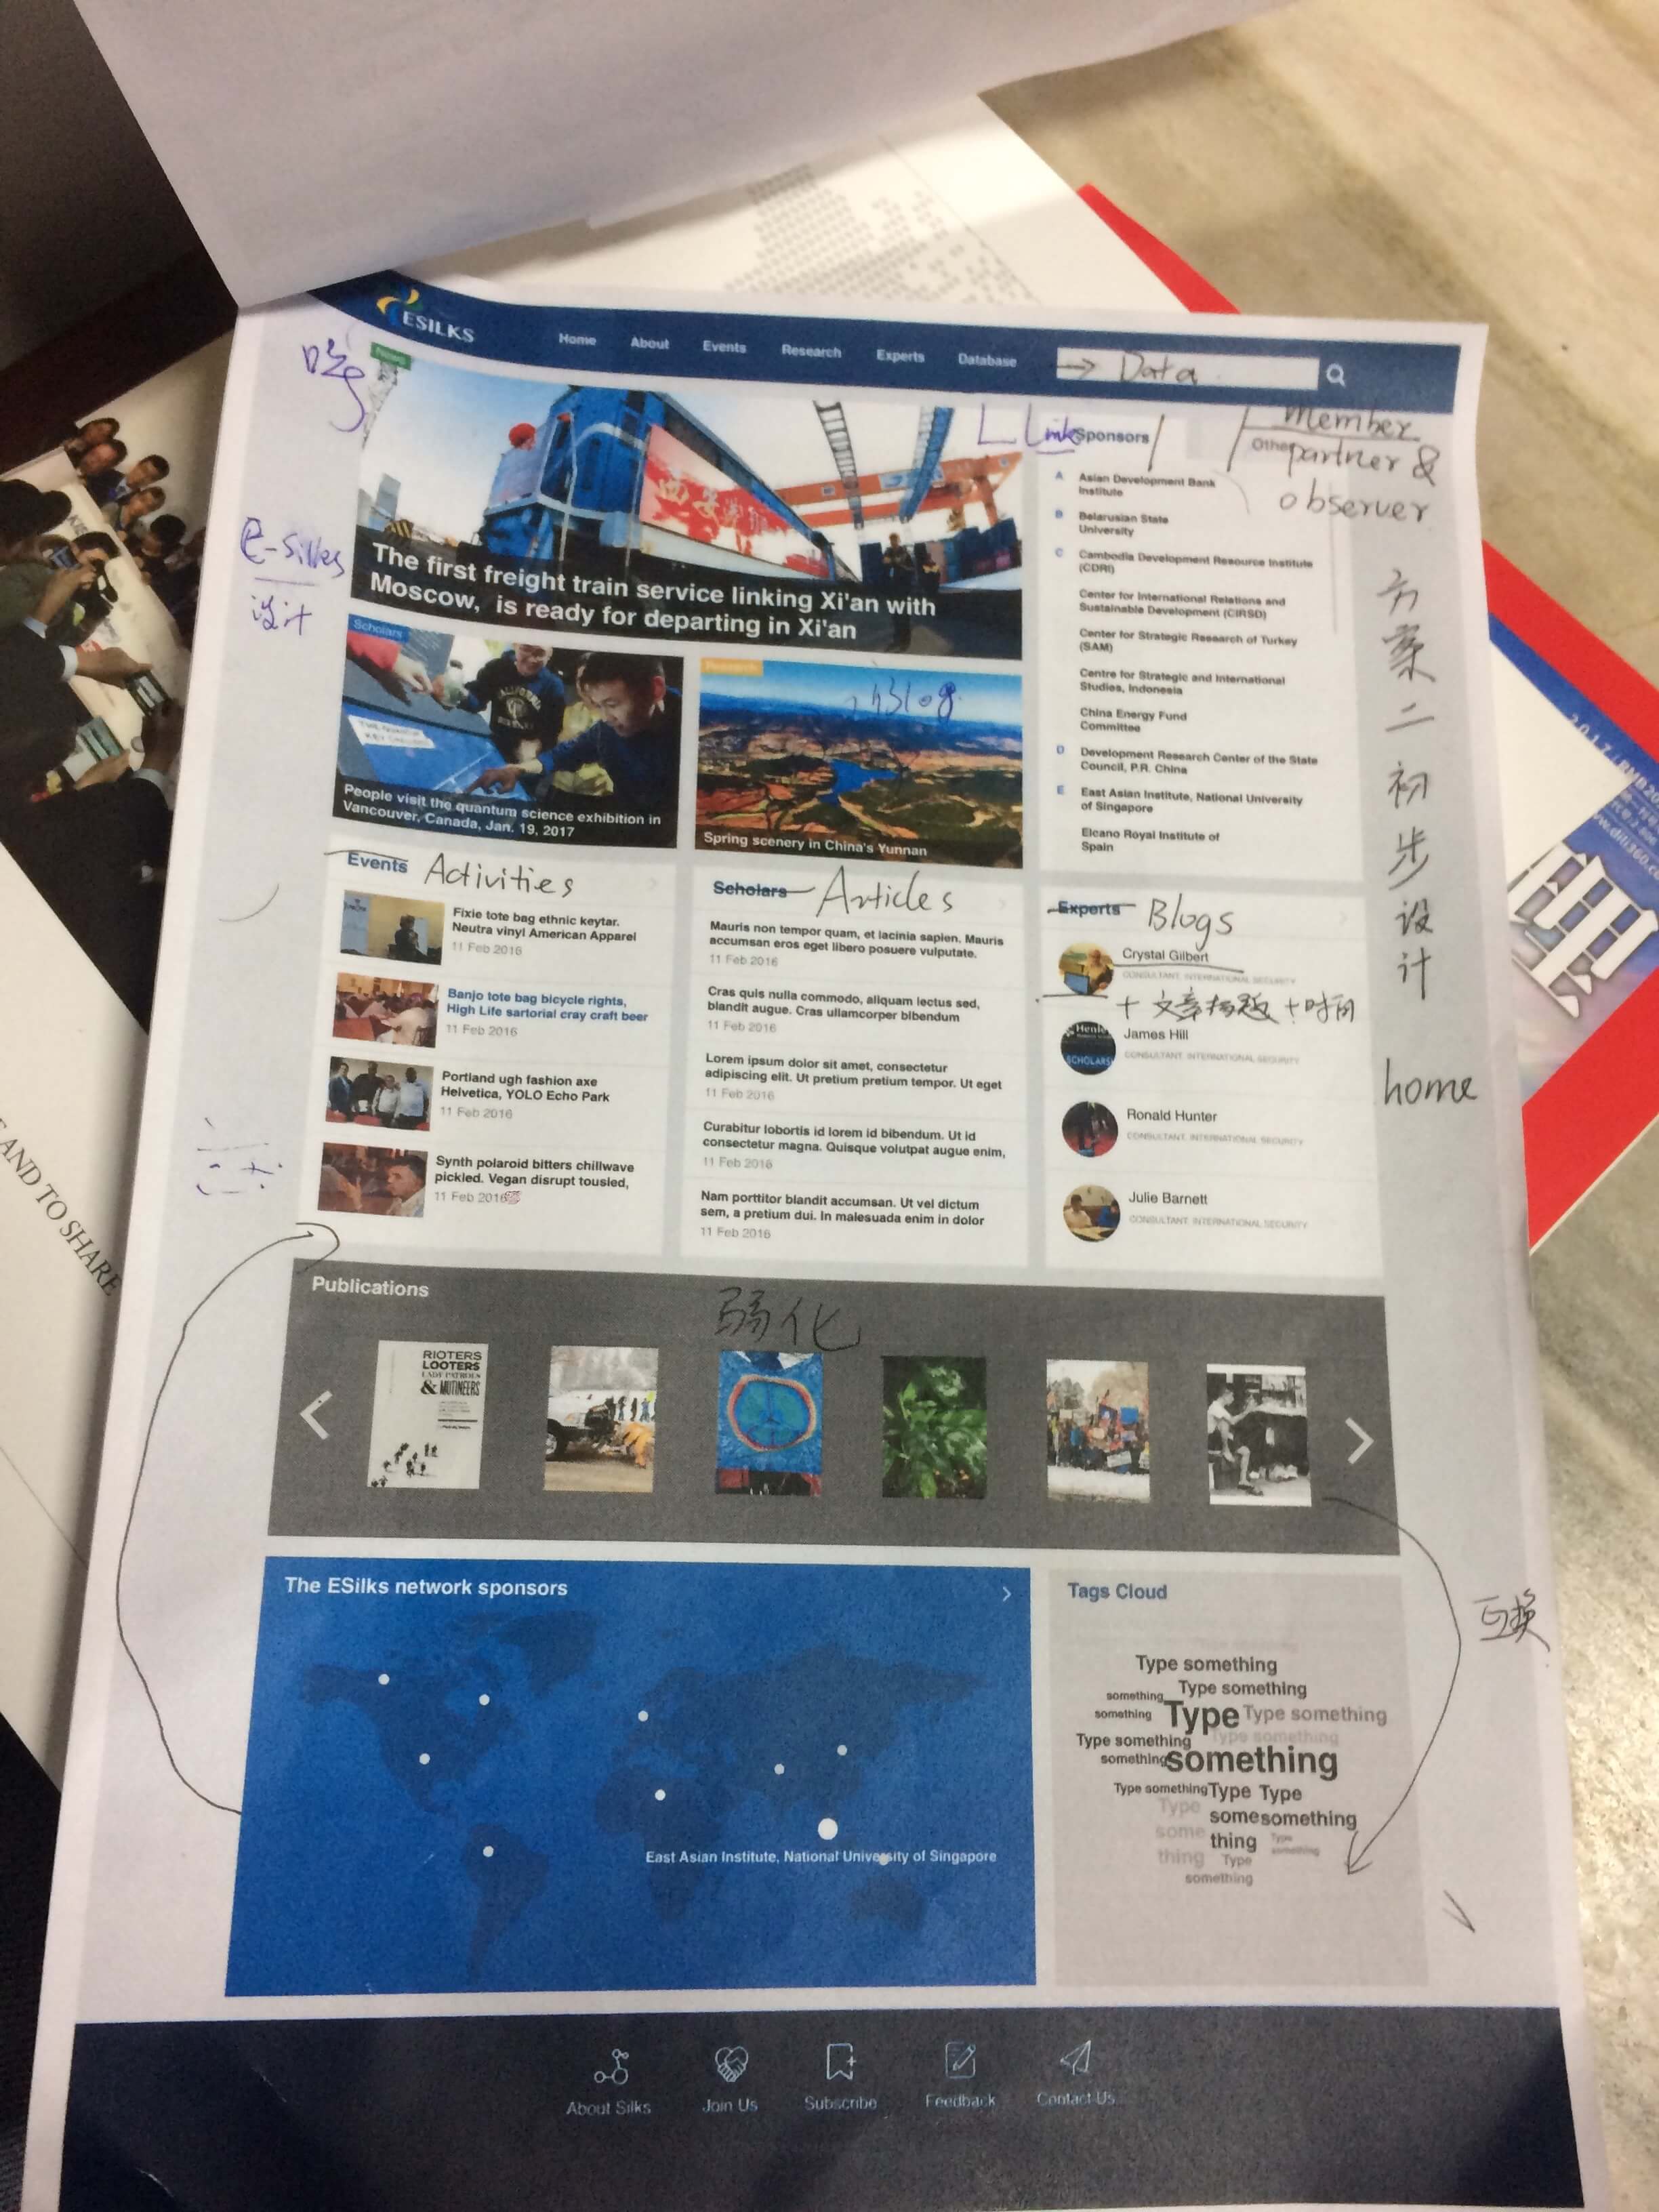 ESILKS
Home About Events Research Experts Database → Data
News
Link Sponsors
Member
partner &
observer
e-silks
设计
西安港
The first freight train service linking Xi'an with
Moscow, is ready for departing in Xi'an
A Asian Development Bank
Institute
B Belarusian State
University
C Cambodia Development Resource Institute
(CDRI)
Center for International Relations and
Sustainable Development (CIRSD)
Center for Strategic Research of Turkey
(SAM)
Centre for Strategic and International
Studies, Indonesia
China Energy Fund
Committee
D Development Research Center of the State
Council, P.R. China
E East Asian Institute, National University
of Singapore
Elcano Royal Institute of
Spain
方案二初步设计
home
Scholars
THE QUANTUM
KEY CHALLENGE
CALIFORNIA
People visit the quantum science exhibition in
Vancouver, Canada, Jan. 19, 2017
Research
blog
Spring scenery in China's Yunnan
Events Activities
Fixie tote bag ethnic keytar.
Neutra vinyl American Apparel
11 Feb 2016
Banjo tote bag bicycle rights,
High Life sartorial cray craft beer
11 Feb 2016
Portland ugh fashion axe
Helvetica, YOLO Echo Park
11 Feb 2016
Synth polaroid bitters chillwave
pickled. Vegan disrupt tousled,
11 Feb 2016
Scholars Articles
Mauris non tempor quam, et lacinia sapien. Mauris
accumsan eros eget libero posuere vulputate.
11 Feb 2016
Cras quis nulla commodo, aliquam lectus sed,
blandit augue. Cras ullamcorper bibendum
11 Feb 2016
Lorem ipsum dolor sit amet, consectetur
adipiscing elit. Ut pretium pretium tempor. Ut eget
11 Feb 2016
Curabitur lobortis id lorem id bibendum. Ut id
consectetur magna. Quisque volutpat augue enim,
11 Feb 2016
Nam porttitor blandit accumsan. Ut vel dictum
sem, a pretium dui. In malesuada enim in dolor
11 Feb 2016
Experts Blogs
Crystal Gilbert
CONSULTANT, INTERNATIONAL SECURITY
+ 文章标题 + 时间
James Hill
CONSULTANT, INTERNATIONAL SECURITY
SCHOLARS
Ronald Hunter
CONSULTANT, INTERNATIONAL SECURITY
Julie Barnett
CONSULTANT, INTERNATIONAL SECURITY
Publications
弱化
RIOTERS
LOOTERS
LADY PATROLS
& MUTINEERS
互换
The ESilks network sponsors
East Asian Institute, National University of Singapore
Tags Cloud
Type something
something Type something
something Type Type something
Type something Type something
something something
Type something Type Type
Type somesomething
some thing Type something
thing Type
something
About Silks Join Us Subscribe Feedback Contact Us
AND TO SHARE